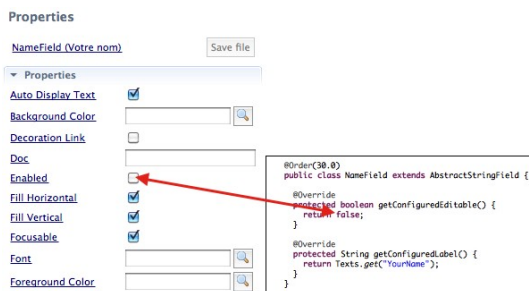 Properties
NameField (Votre nom)
Save file
Properties
Auto Display Text
Background Color
Decoration Link
Doc
Enabled
Fill Horizontal
Fill Vertical
Focusable
Font
Foreground Color
@Order(30.0)
public class NameField extends AbstractStringField {
@Override
protected boolean getConfiguredEditable() {
return false;
}
@Override
protected String getConfiguredLabel() {
return Texts.get("YourName");
}
}